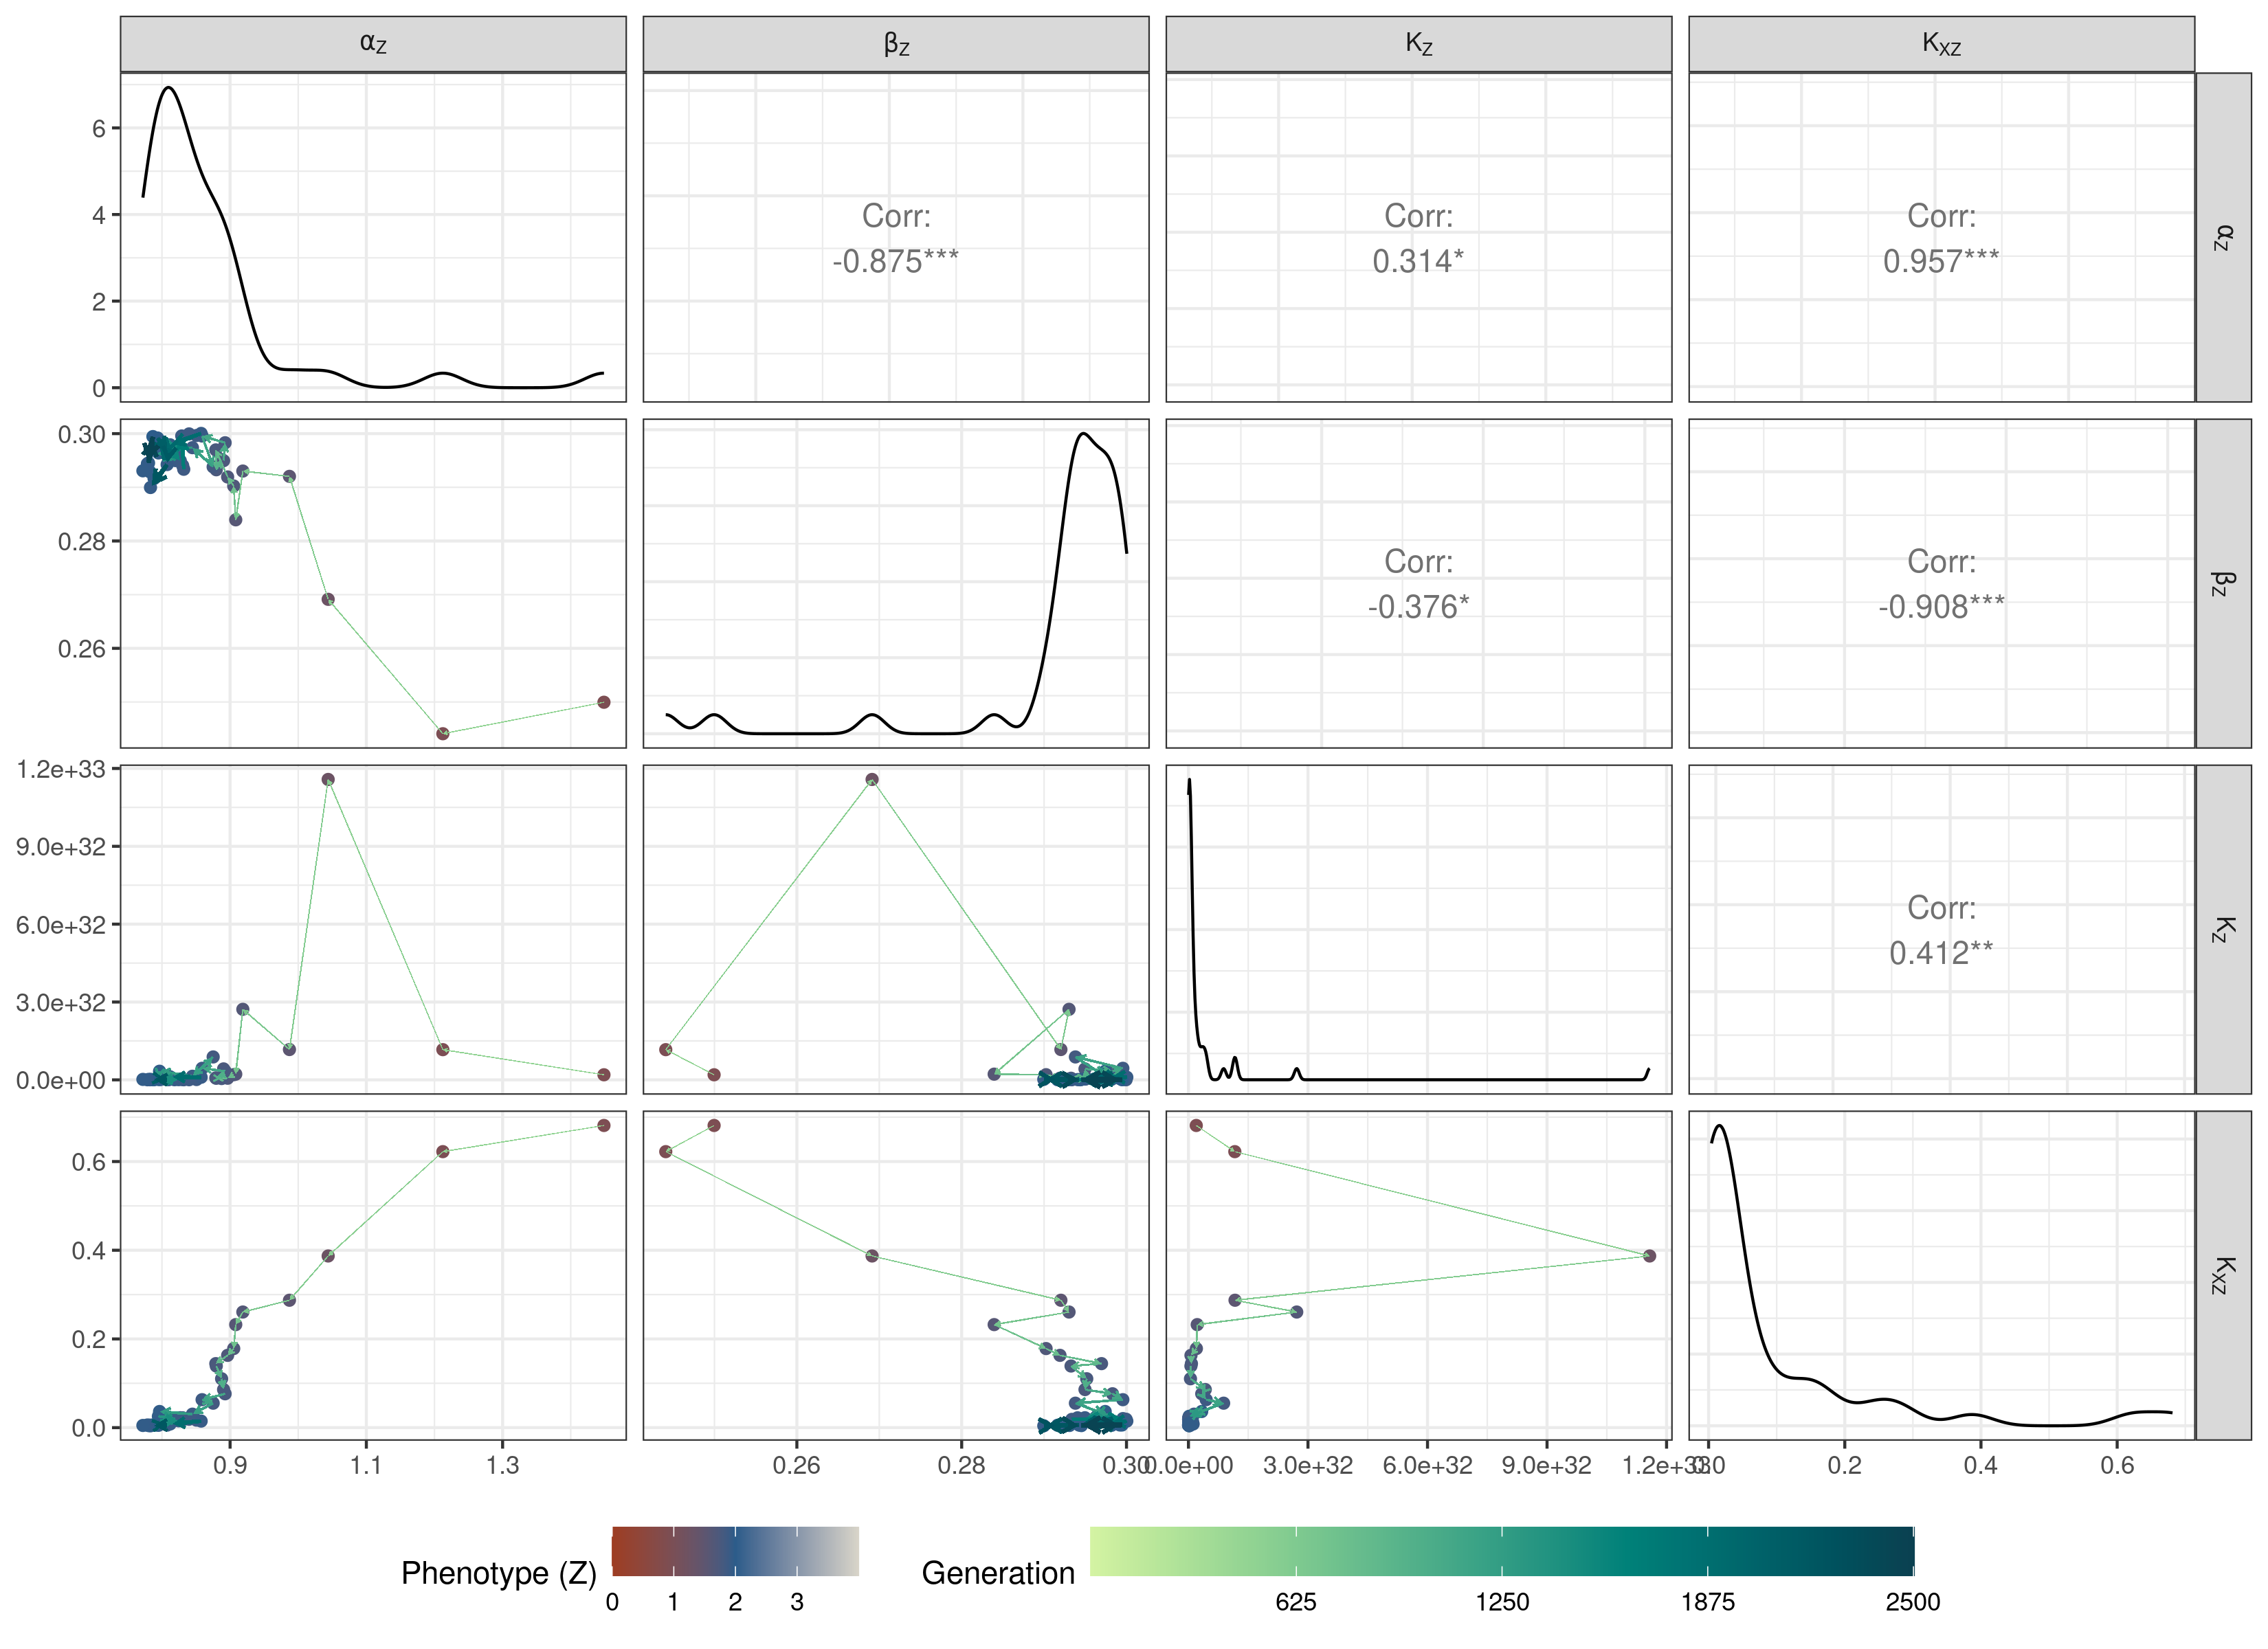 αZ βZ KZ KXZ
6
4
2
0
Corr:
-0.875***
Corr:
0.314*
Corr:
0.957***
αZ
0.30
0.28
0.26
Corr:
-0.376*
Corr:
-0.908***
βZ
1.2e+33
9.0e+32
6.0e+32
3.0e+32
0.0e+00
Corr:
0.412**
KZ
0.6
0.4
0.2
0.0
KXZ
0.9 1.1 1.3
0.26 0.28 0.30
0.0e+00 3.0e+32 6.0e+32 9.0e+32 1.2e+33
0.0 0.2 0.4 0.6
Phenotype (Z)
0 1 2 3
Generation
625 1250 1875 2500